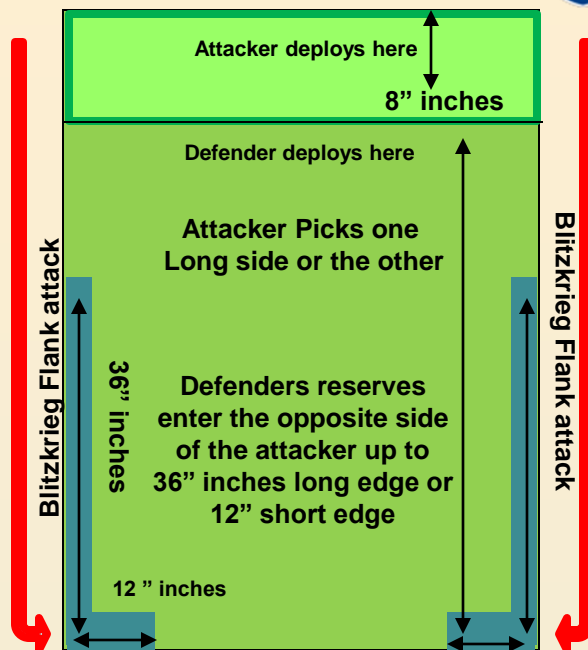 Attacker deploys here
8” inches
Defender deploys here
Attacker Picks one
Long side or the other
Blitzkrieg Flank attack
Blitzkrieg Flank attack
36” inches
Defenders reserves
enter the opposite side
of the attacker up to
36” inches long edge or
12” short edge
12 ” inches